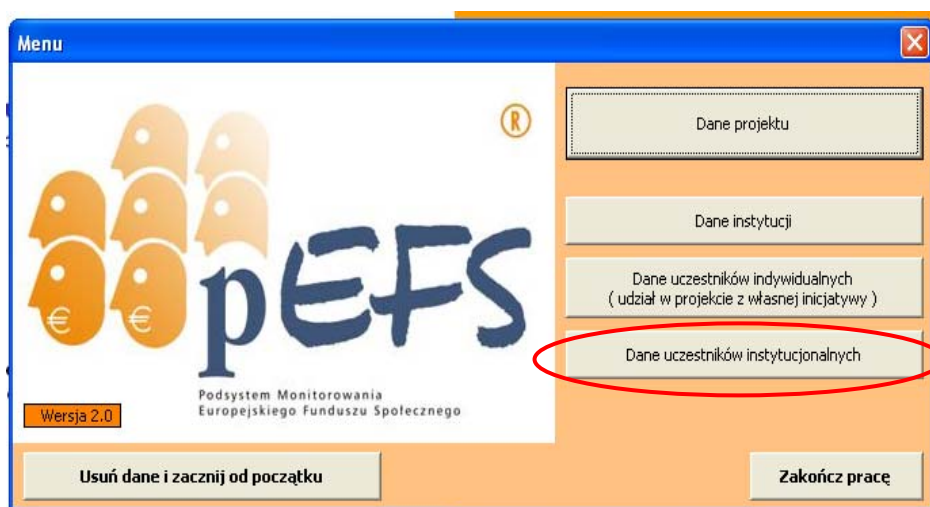 Menu
®
Dane projektu
Dane instytucji
Dane uczestników indywidualnych
( udział w projekcie z własnej inicjatywy )
Dane uczestników instytucjonalnych
€ €
pEFS
Podsystem Monitorowania
Europejskiego Funduszu Społecznego
Wersja 2.0
Usuń dane i zacznij od początku
Zakończ pracę